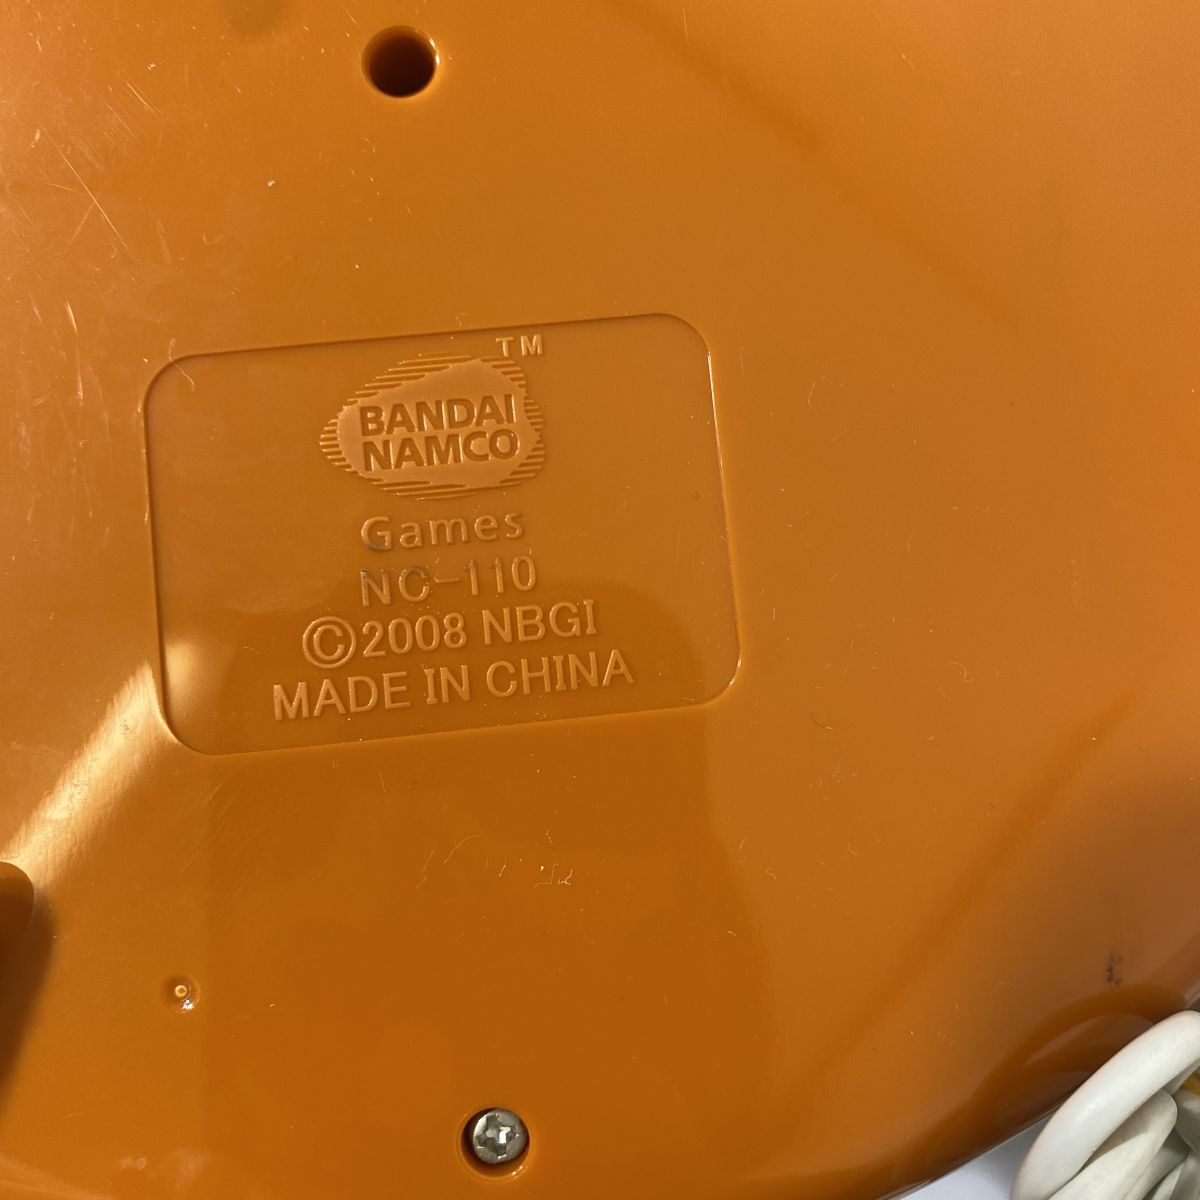 TM
BANDAI
NAMCO
Games
NC-110
©2008 NBGI
MADE IN CHINA